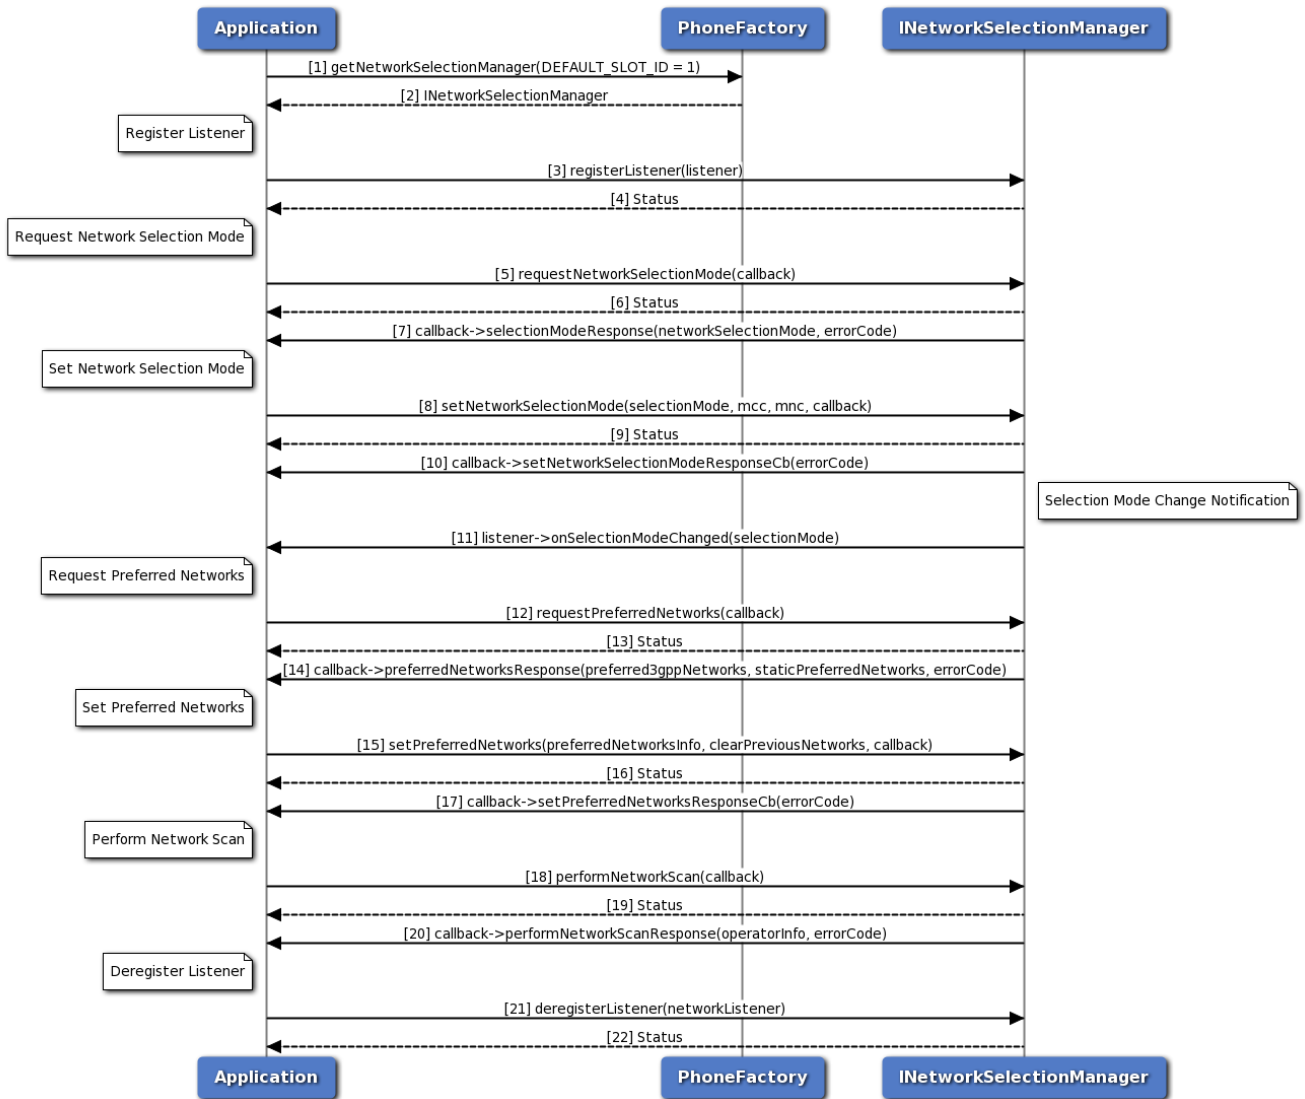 Application
PhoneFactory
INetworkSelectionManager
[1] getNetworkSelectionManager(DEFAULT_SLOT_ID = 1)
[2] INetworkSelectionManager
Register Listener
[3] registerListener(listener)
[4] Status
Request Network Selection Mode
[5] requestNetworkSelectionMode(callback)
[6] Status
[7] callback->selectionModeResponse(networkSelectionMode, errorCode)
Set Network Selection Mode
[8] setNetworkSelectionMode(selectionMode, mcc, mnc, callback)
[9] Status
[10] callback->setNetworkSelectionModeResponseCb(errorCode)
Selection Mode Change Notification
[11] listener->onSelectionModeChanged(selectionMode)
Request Preferred Networks
[12] requestPreferredNetworks(callback)
[13] Status
[14] callback->preferredNetworksResponse(preferred3gppNetworks, staticPreferredNetworks, errorCode)
Set Preferred Networks
[15] setPreferredNetworks(preferredNetworksInfo, clearPreviousNetworks, callback)
[16] Status
[17] callback->setPreferredNetworksResponseCb(errorCode)
Perform Network Scan
[18] performNetworkScan(callback)
[19] Status
[20] callback->performNetworkScanResponse(operatorInfo, errorCode)
Deregister Listener
[21] deregisterListener(networkListener)
[22] Status
Application
PhoneFactory
INetworkSelectionManager